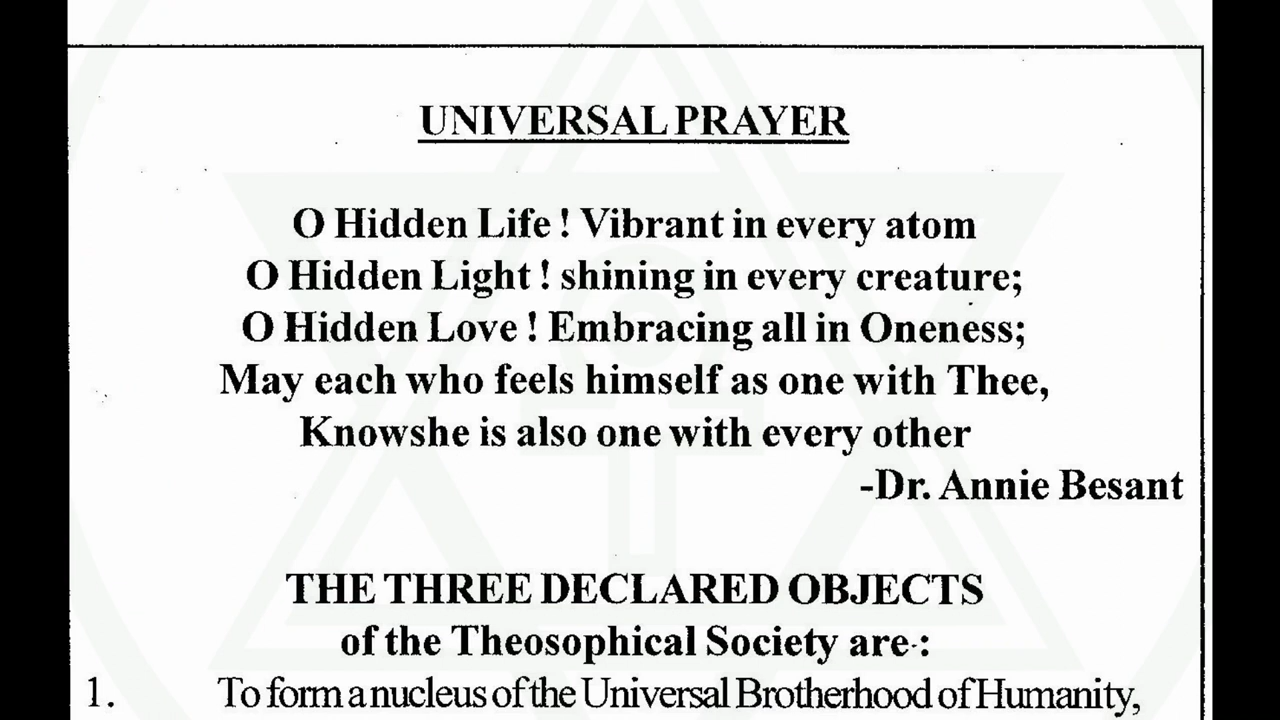 UNIVERSAL PRAYER
O Hidden Life ! Vibrant in every atom
O Hidden Light ! shining in every creature;
O Hidden Love ! Embracing all in Oneness;
May each who feels himself as one with Thee,
Knowshe is also one with every other
-Dr. Annie Besant
THE THREE DECLARED OBJECTS
of the Theosophical Society are :
1. To form a nucleus of the Universal Brotherhood of Humanity,